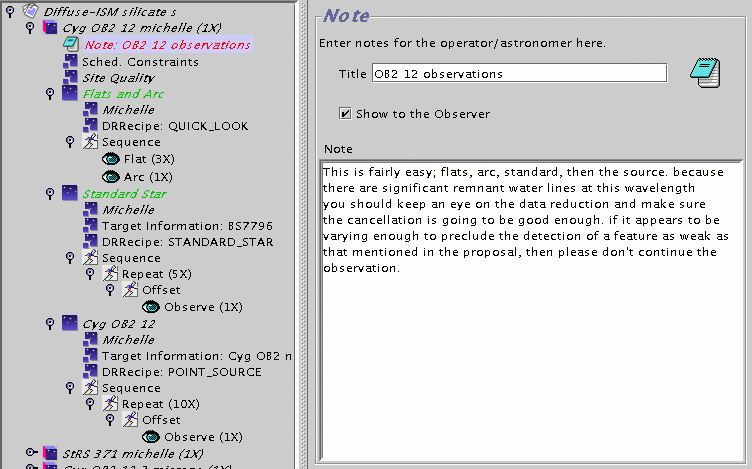 Diffuse-ISM silicate s
Cyg OB2 12 michelle (1X)
Note: OB2 12 observations
Sched. Constraints
Site Quality
Flats and Arc
Michelle
DRRecipe: QUICK_LOOK
Sequence
Flat (3X)
Arc (1X)
Standard Star
Michelle
Target Information: BS7796
DRRecipe: STANDARD_STAR
Sequence
Repeat (5X)
Offset
Observe (1X)
Cyg OB2 12
Michelle
Target Information: Cyg OB2 n
DRRecipe: POINT_SOURCE
Sequence
Repeat (10X)
Offset
Observe (1X)
StRS 371 michelle (1X)
Note
Enter notes for the operator/astronomer here.
Title OB2 12 observations
Show to the Observer
Note
This is fairly easy; flats, arc, standard, then the source. because
there are significant remnant water lines at this wavelength
you should keep an eye on the data reduction and make sure
the cancellation is going to be good enough. if it appears to be
varying enough to preclude the detection of a feature as weak as
that mentioned in the proposal, then please don't continue the
observation.